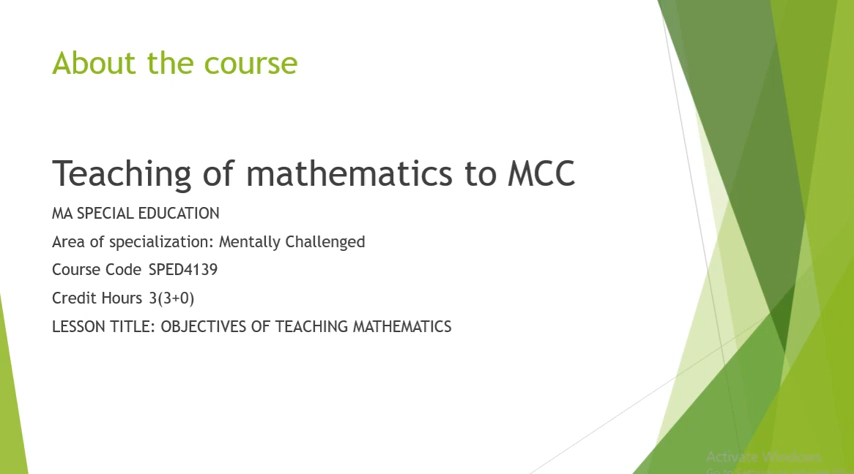 About the course
Teaching of mathematics to MCC
MA SPECIAL EDUCATION
Area of specialization: Mentally Challenged
Course Code SPED4139
Credit Hours 3(3+0)
LESSON TITLE: OBJECTIVES OF TEACHING MATHEMATICS
Activate Windows